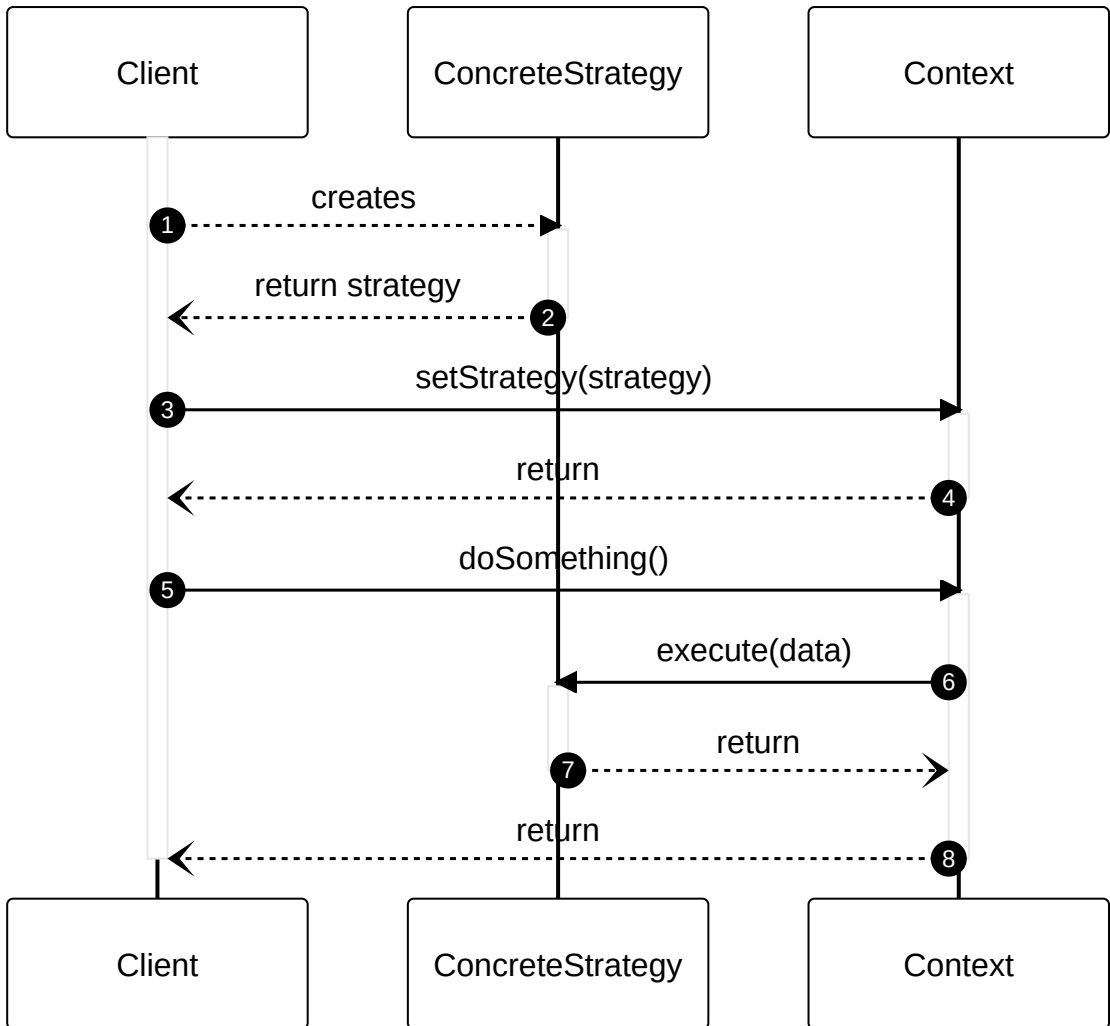 Client
ConcreteStrategy
Context
creates
1
return strategy
2
setStrategy(strategy)
3
return
4
doSomething()
5
execute(data)
6
return
7
return
8
Client
ConcreteStrategy
Context